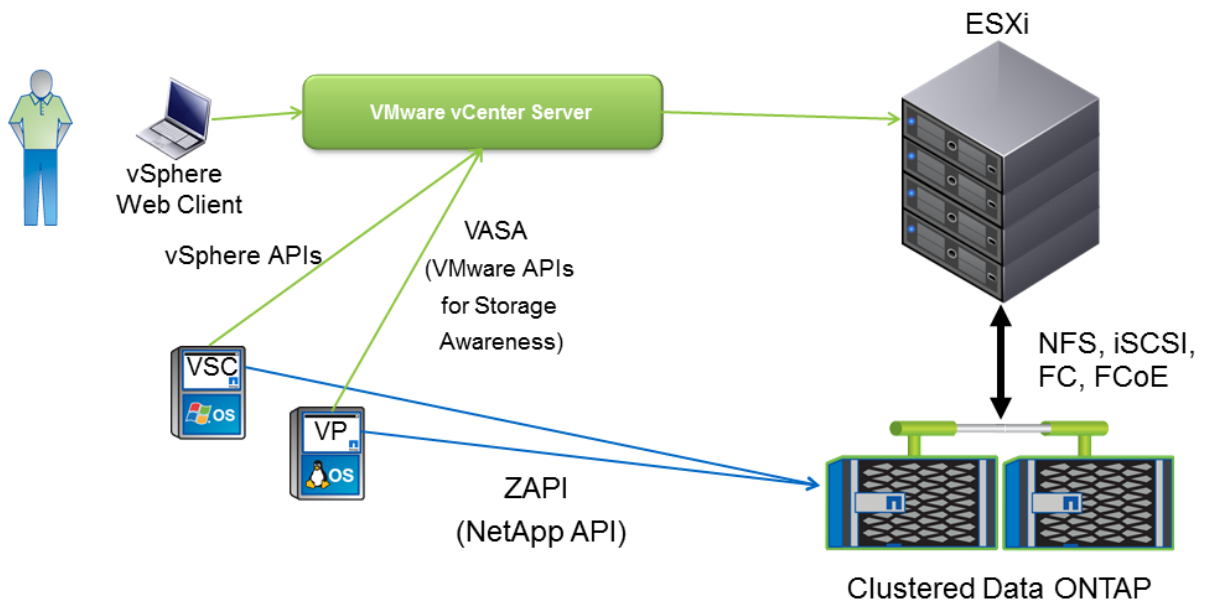 ESXi
VMware vCenter Server
vSphere
Web Client
vSphere APIs
VASA
(VMware APIs
for Storage
Awareness)
NFS, iSCSI,
FC, FCoE
VSC
OS
VP
OS
ZAPI
(NetApp API)
Clustered Data ONTAP